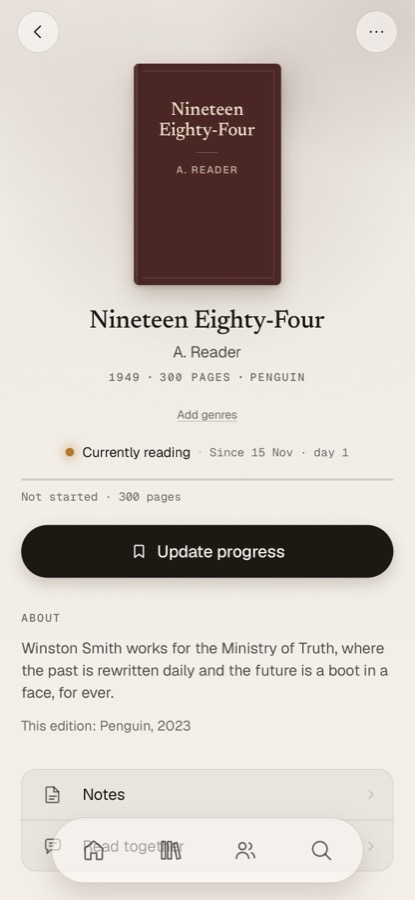 Nineteen
Eighty-Four
A. READER
Nineteen Eighty-Four
A. Reader
1949 · 300 PAGES · PENGUIN
Add genres
Currently reading · Since 15 Nov · day 1
Not started · 300 pages
Update progress
ABOUT
Winston Smith works for the Ministry of Truth, where
the past is rewritten daily and the future is a boot in a
face, for ever.
This edition: Penguin, 2023
Notes
Read together